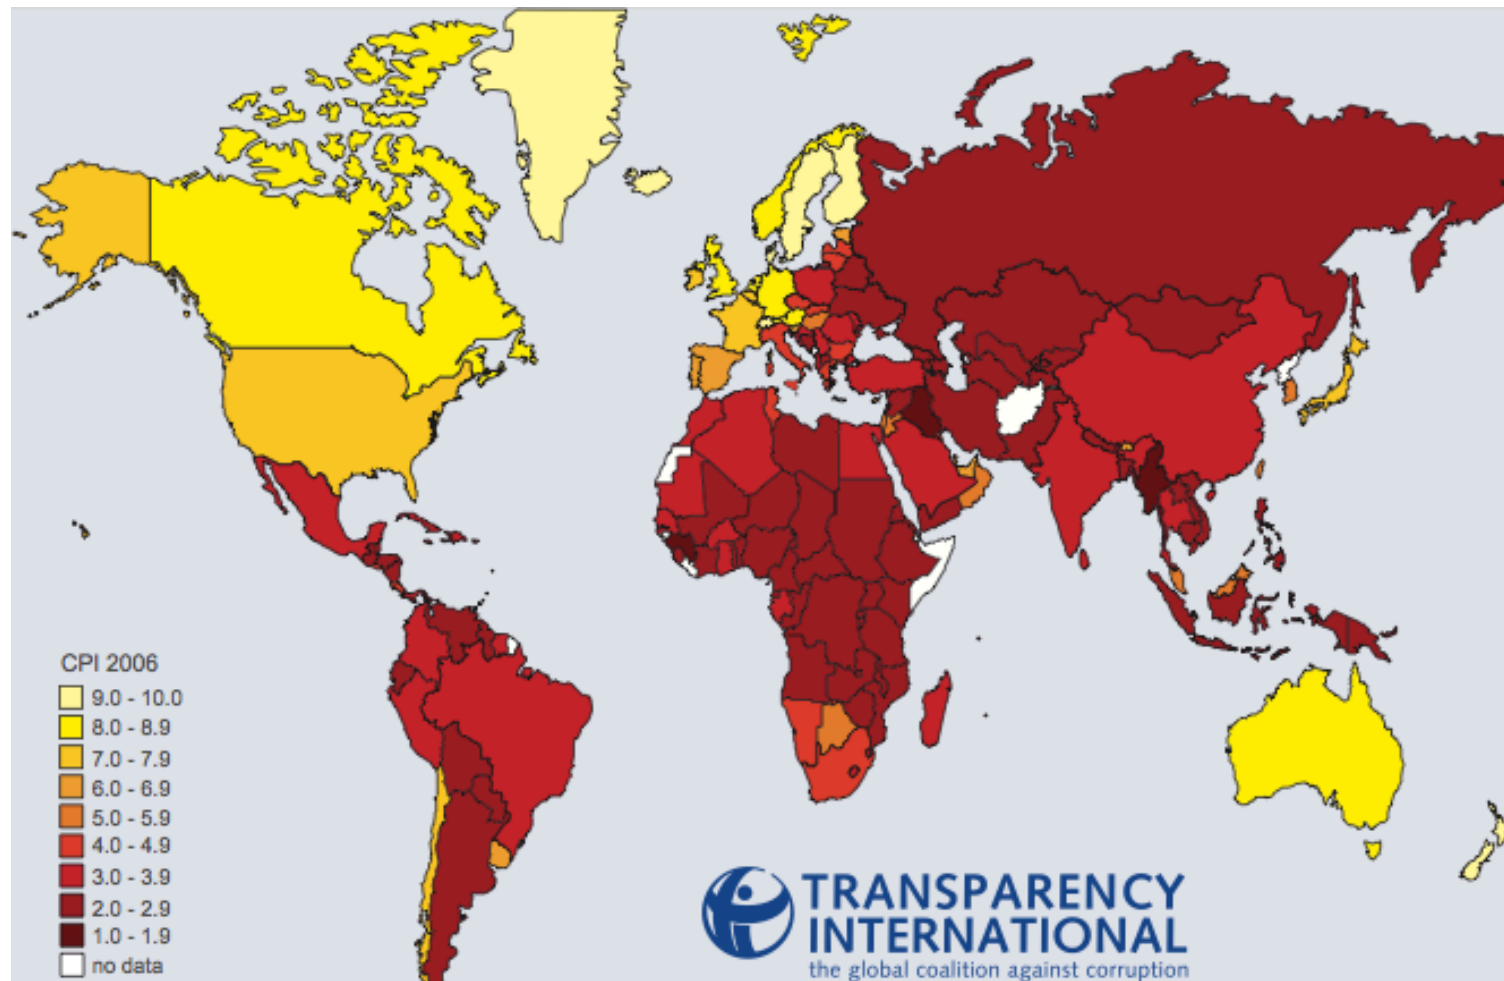 CPI 2006
9.0 - 10.0
8.0 - 8.9
7.0 - 7.9
6.0 - 6.9
5.0 - 5.9
4.0 - 4.9
3.0 - 3.9
2.0 - 2.9
1.0 - 1.9
no data
TRANSPARENCY
INTERNATIONAL
the global coalition against corruption